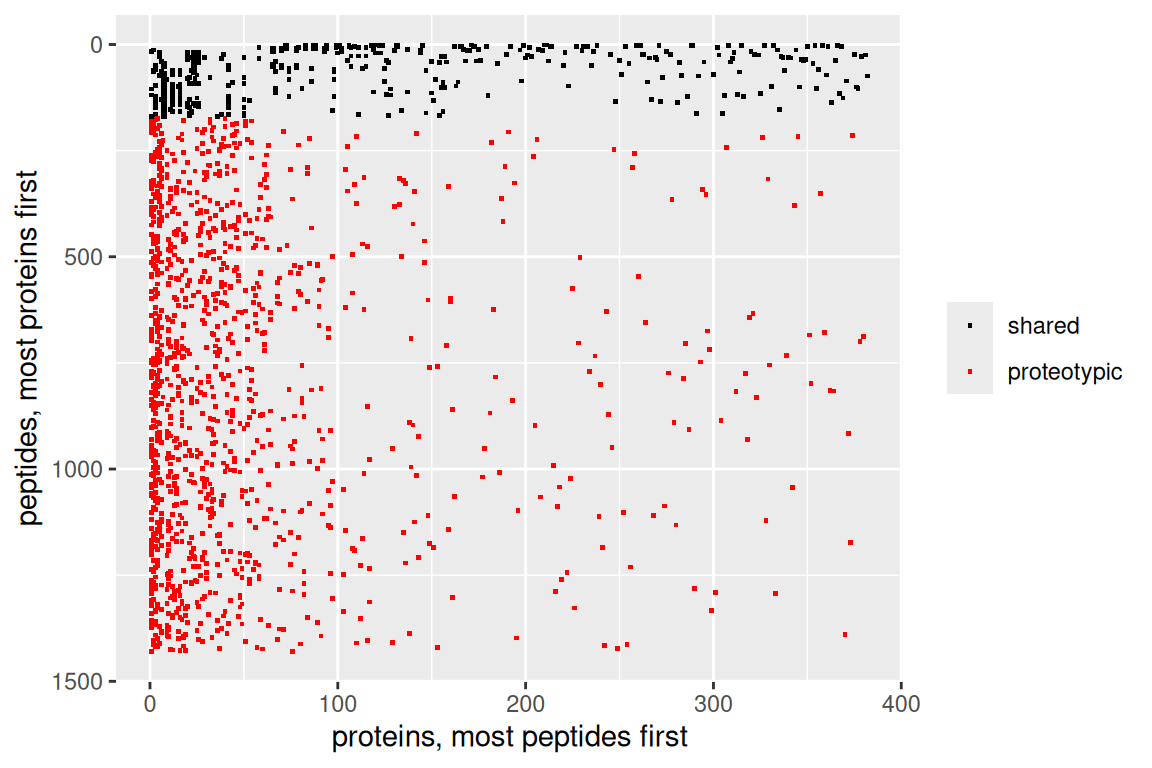 0
500
1000
1500
0
100
200
300
400
peptides, most proteins first
proteins, most peptides first
shared
proteotypic